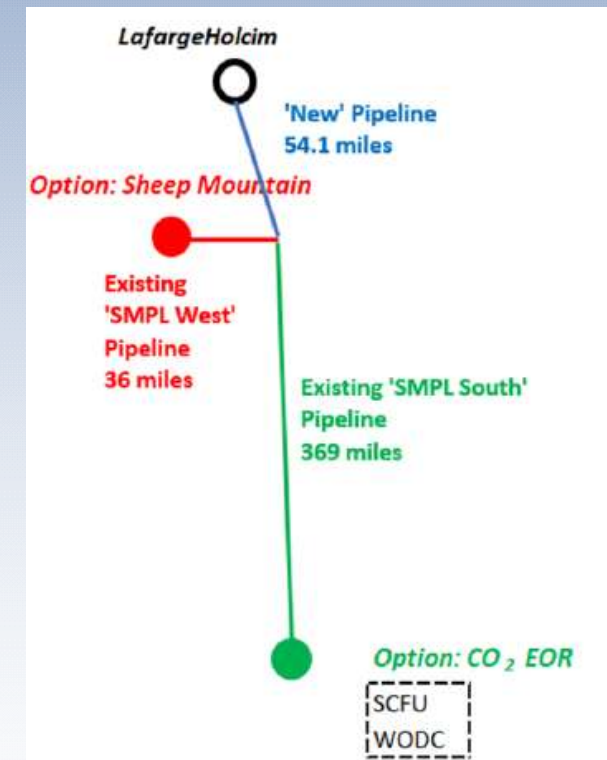 LafargeHolcim
'New' Pipeline
54.1 miles
Option: Sheep Mountain
Existing
'SMPL West'
Pipeline
36 miles
Existing 'SMPL South'
Pipeline
369 miles
Option: CO₂ EOR
SCFU
WODC